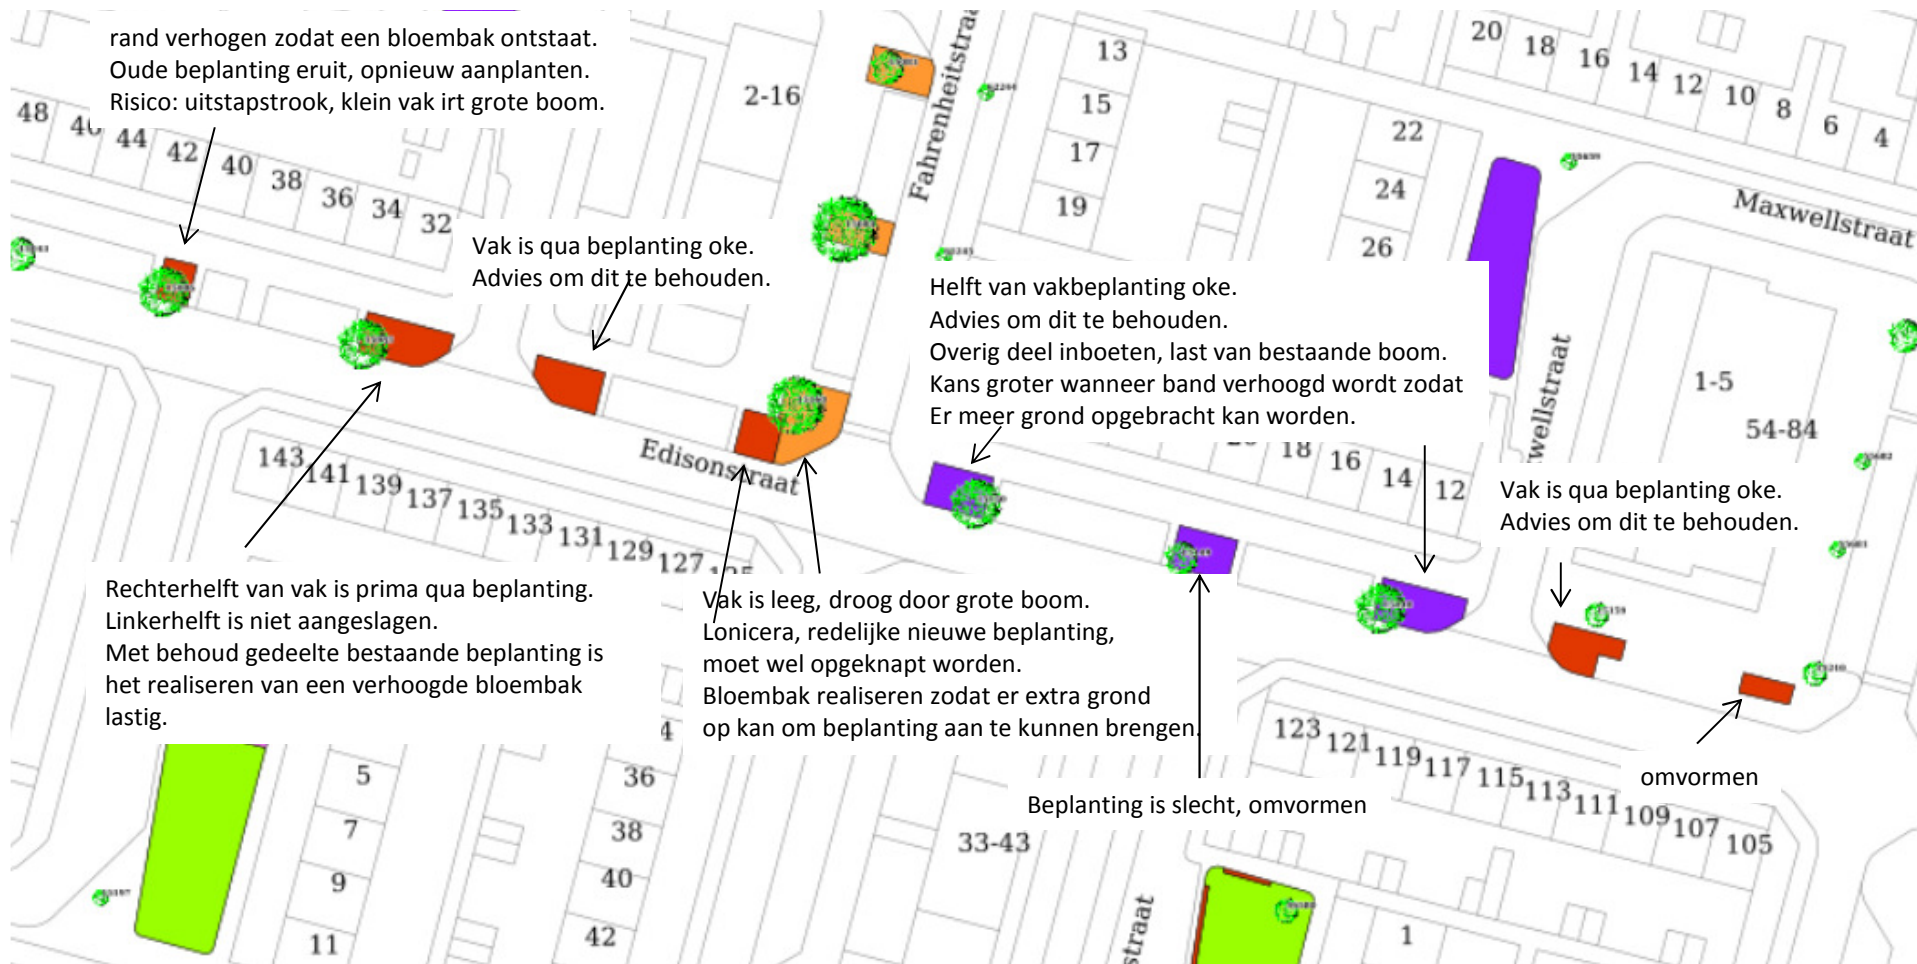 rand verhogen zodat een bloembak ontstaat.
Oude beplanting eruit, opnieuw aanplanten.
Risico: uitstapstrook, klein vak irt grote boom.
48
44
42
40
38
36
34
32
2-16
Fahrenheitstraat
13
15
17
19
22
24
26
20
18
16
14
12
10
8
6
4
Maxwellstraat
Vak is qua beplanting oke.
Advies om dit te behouden.
Helft van vakbeplanting oke.
Advies om dit te behouden.
Overig deel inboeten, last van bestaande boom.
Kans groter wanneer band verhoogd wordt zodat
Er meer grond opgebracht kan worden.
18
16
14
12
1-5
54-84
Edisonstraat
143
141
139
137
135
133
131
129
127
Vak is qua beplanting oke.
Advies om dit te behouden.
Rechterhelft van vak is prima qua beplanting.
Linkerhelft is niet aangeslagen.
Met behoud gedeelte bestaande beplanting is
het realiseren van een verhoogde bloembak
lastig.
Vak is leeg, droog door grote boom.
Lonicera, redelijke nieuwe beplanting,
moet wel opgeknapt worden.
Bloembak realiseren zodat er extra grond
op kan om beplanting aan te kunnen brengen.
Beplanting is slecht, omvormen
omvormen
123
121
119
117
115
113
111
109
107
105
5
7
9
11
36
38
40
42
33-43
straat
1